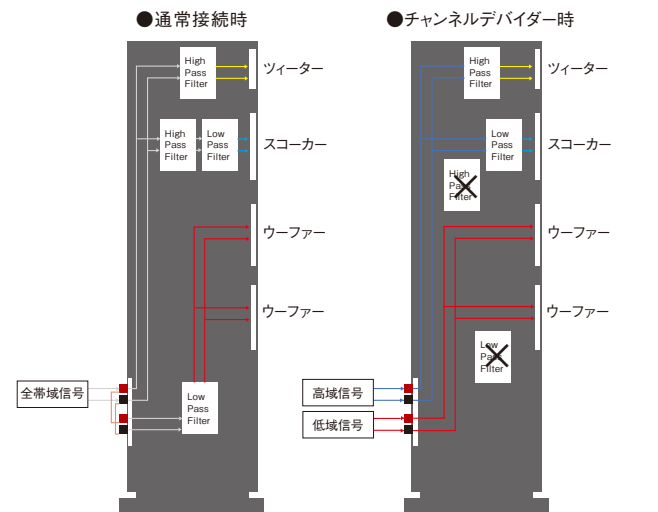 ●通常接続時
High
Pass
Filter
ツィーター
High
Pass
Filter
Low
Pass
Filter
スコーカー
ウーファー
ウーファー
全帯域信号
Low
Pass
Filter
●チャンネルデバイダー時
High
Pass
Filter
ツィーター
Low
Pass
Filter
スコーカー
High
Pass
Filter
ウーファー
ウーファー
Low
Pass
Filter
高域信号
低域信号